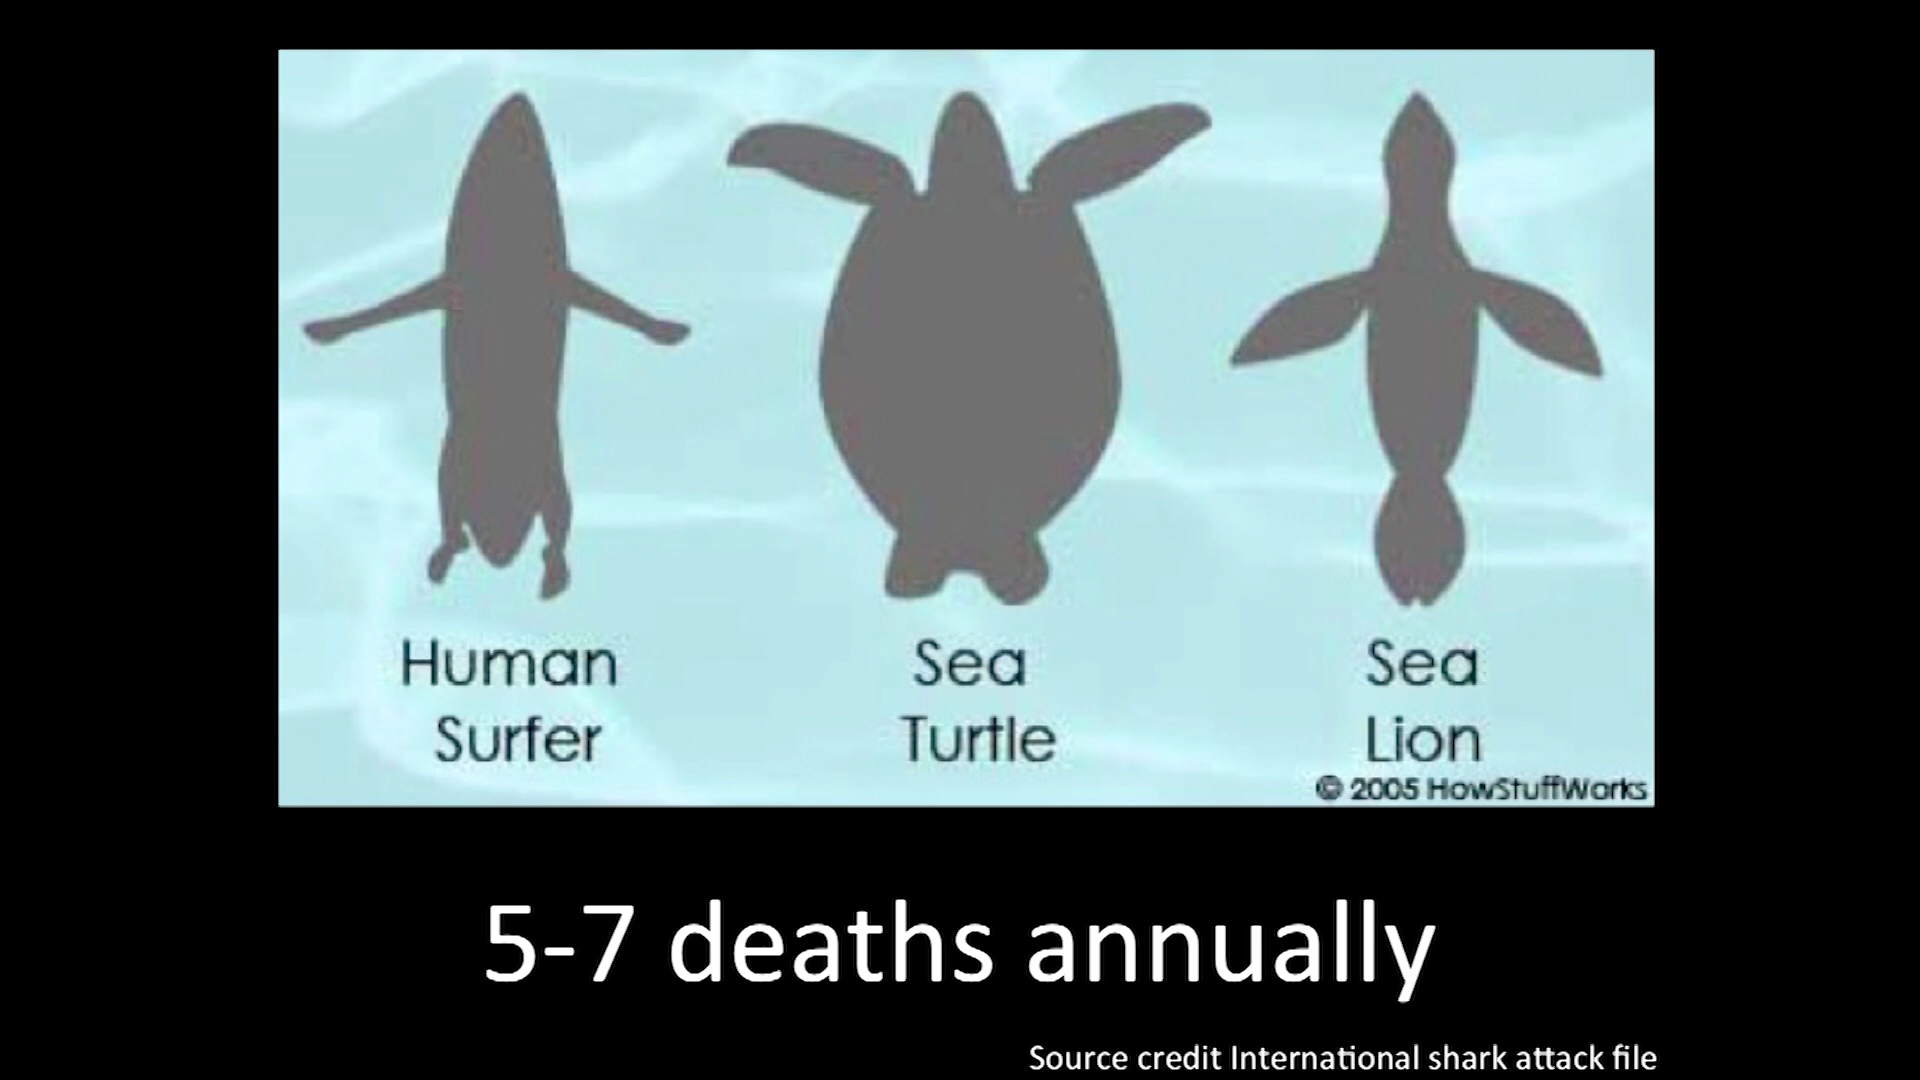 Human Surfer
Sea Turtle
Sea Lion
© 2005 HowStuffWorks
5-7 deaths annually
Source credit International shark attack file